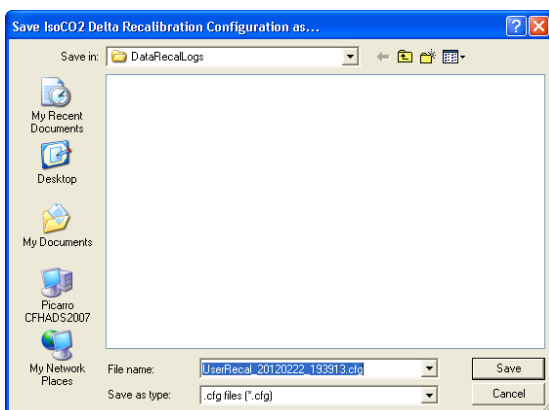 Save IsoCO2 Delta Recalibration Configuration as...
Save in:
DataRecalLogs
My Recent
Documents
Desktop
My Documents
Picarro
CFHADS2007
My Network
Places
File name:
UserRecal_20120222_193913.cfg
Save
Save as type:
.cfg files (*.cfg)
Cancel